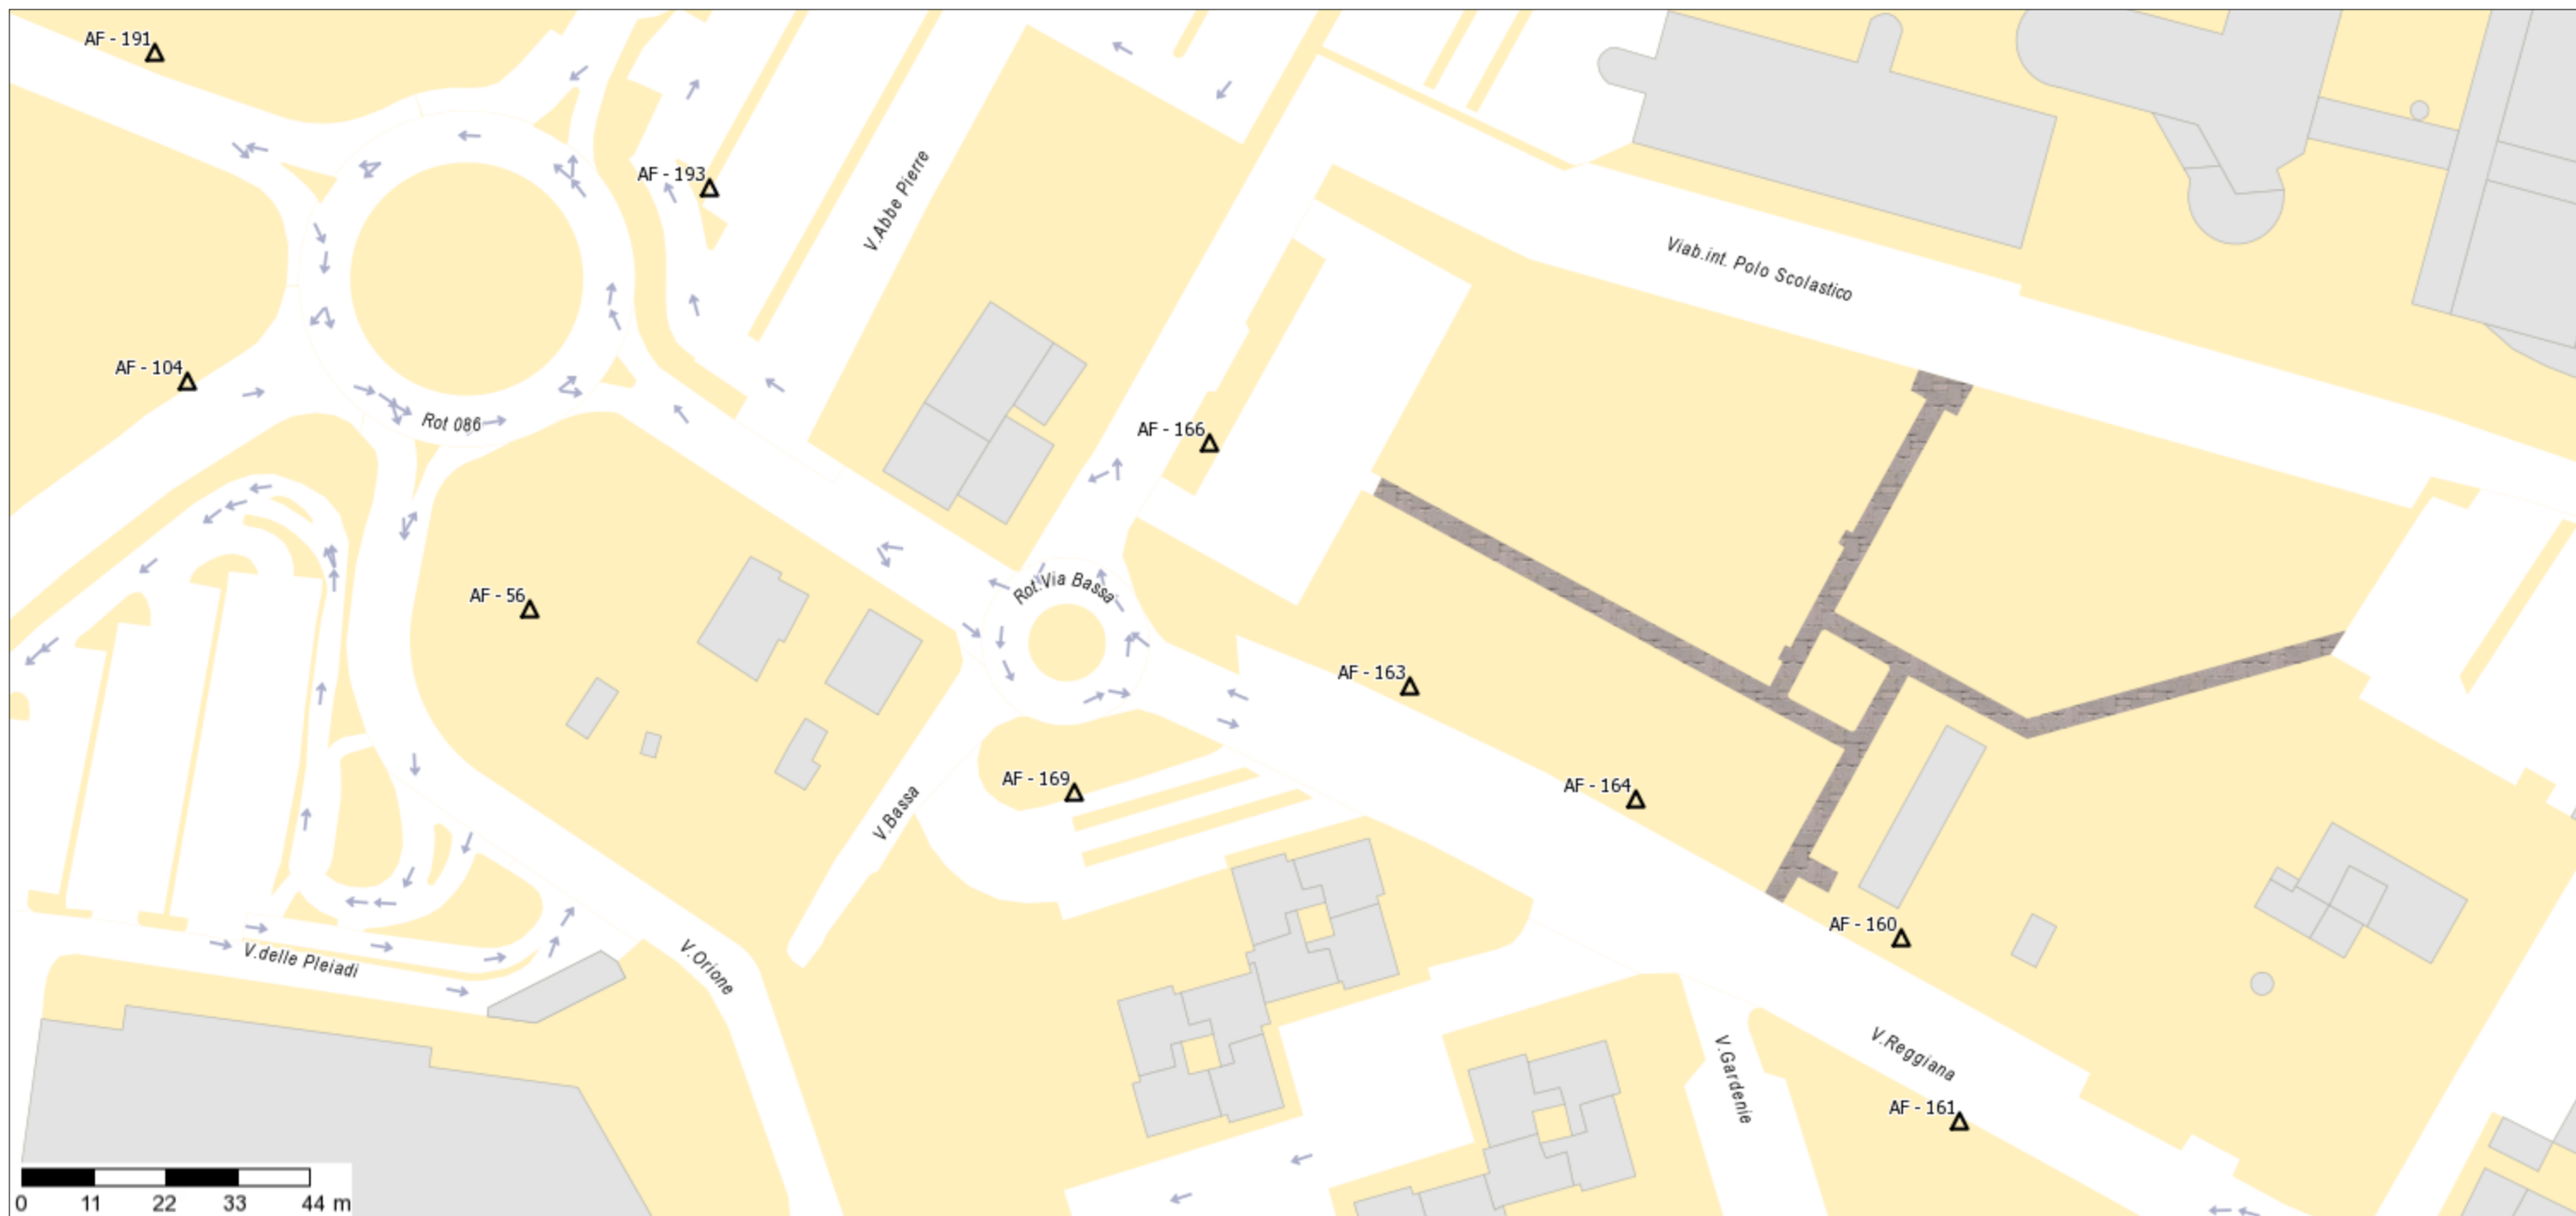 AF - 191
AF - 193
V.Abbe Pierre
Viab.int. Polo Scolastico
AF - 104
Rot 086
AF - 166
AF - 56
Rot.Via Bassa
AF - 163
AF - 169
AF - 164
V.Bassa
AF - 160
V.delle Pleiadi
V.Orione
V.Gardenie
V.Reggiana
AF - 161
0 11 22 33 44 m